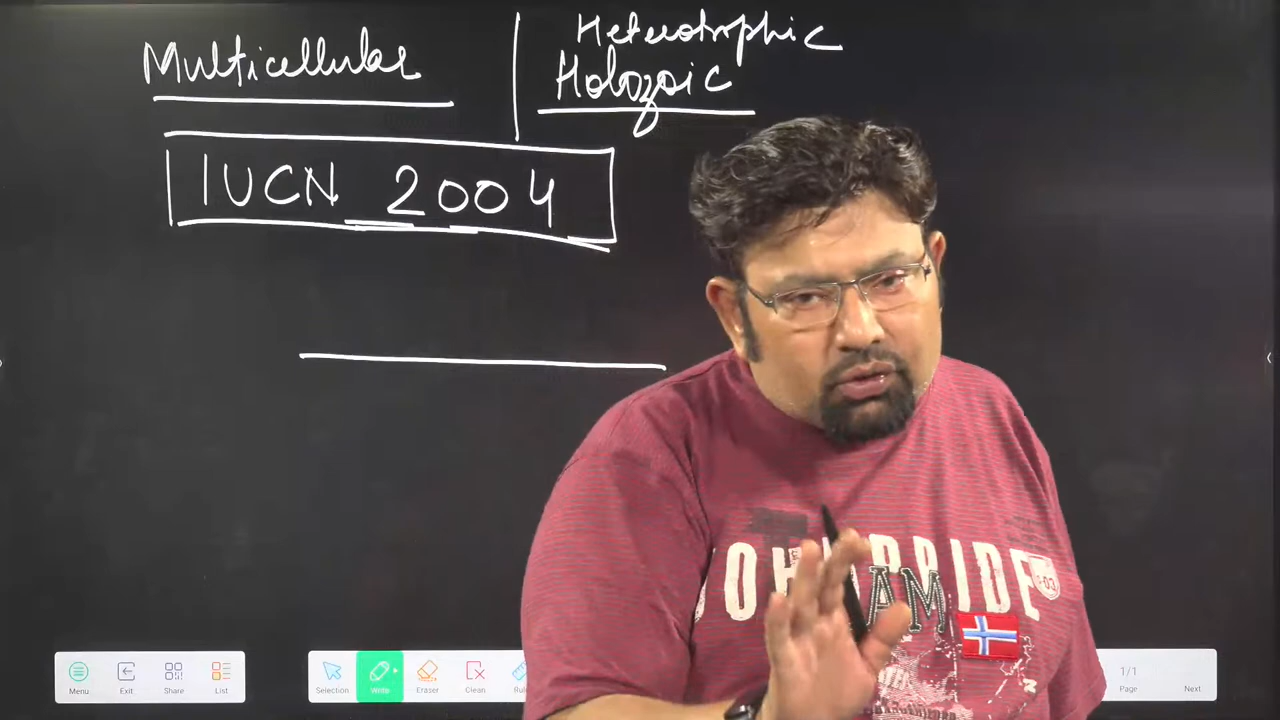 Multicellular
Heterotrophic
Holozoic
IUCN 2004
Menu
Exit
Share
List
Selection
Write
Eraser
Clean
1/1
Page
Next